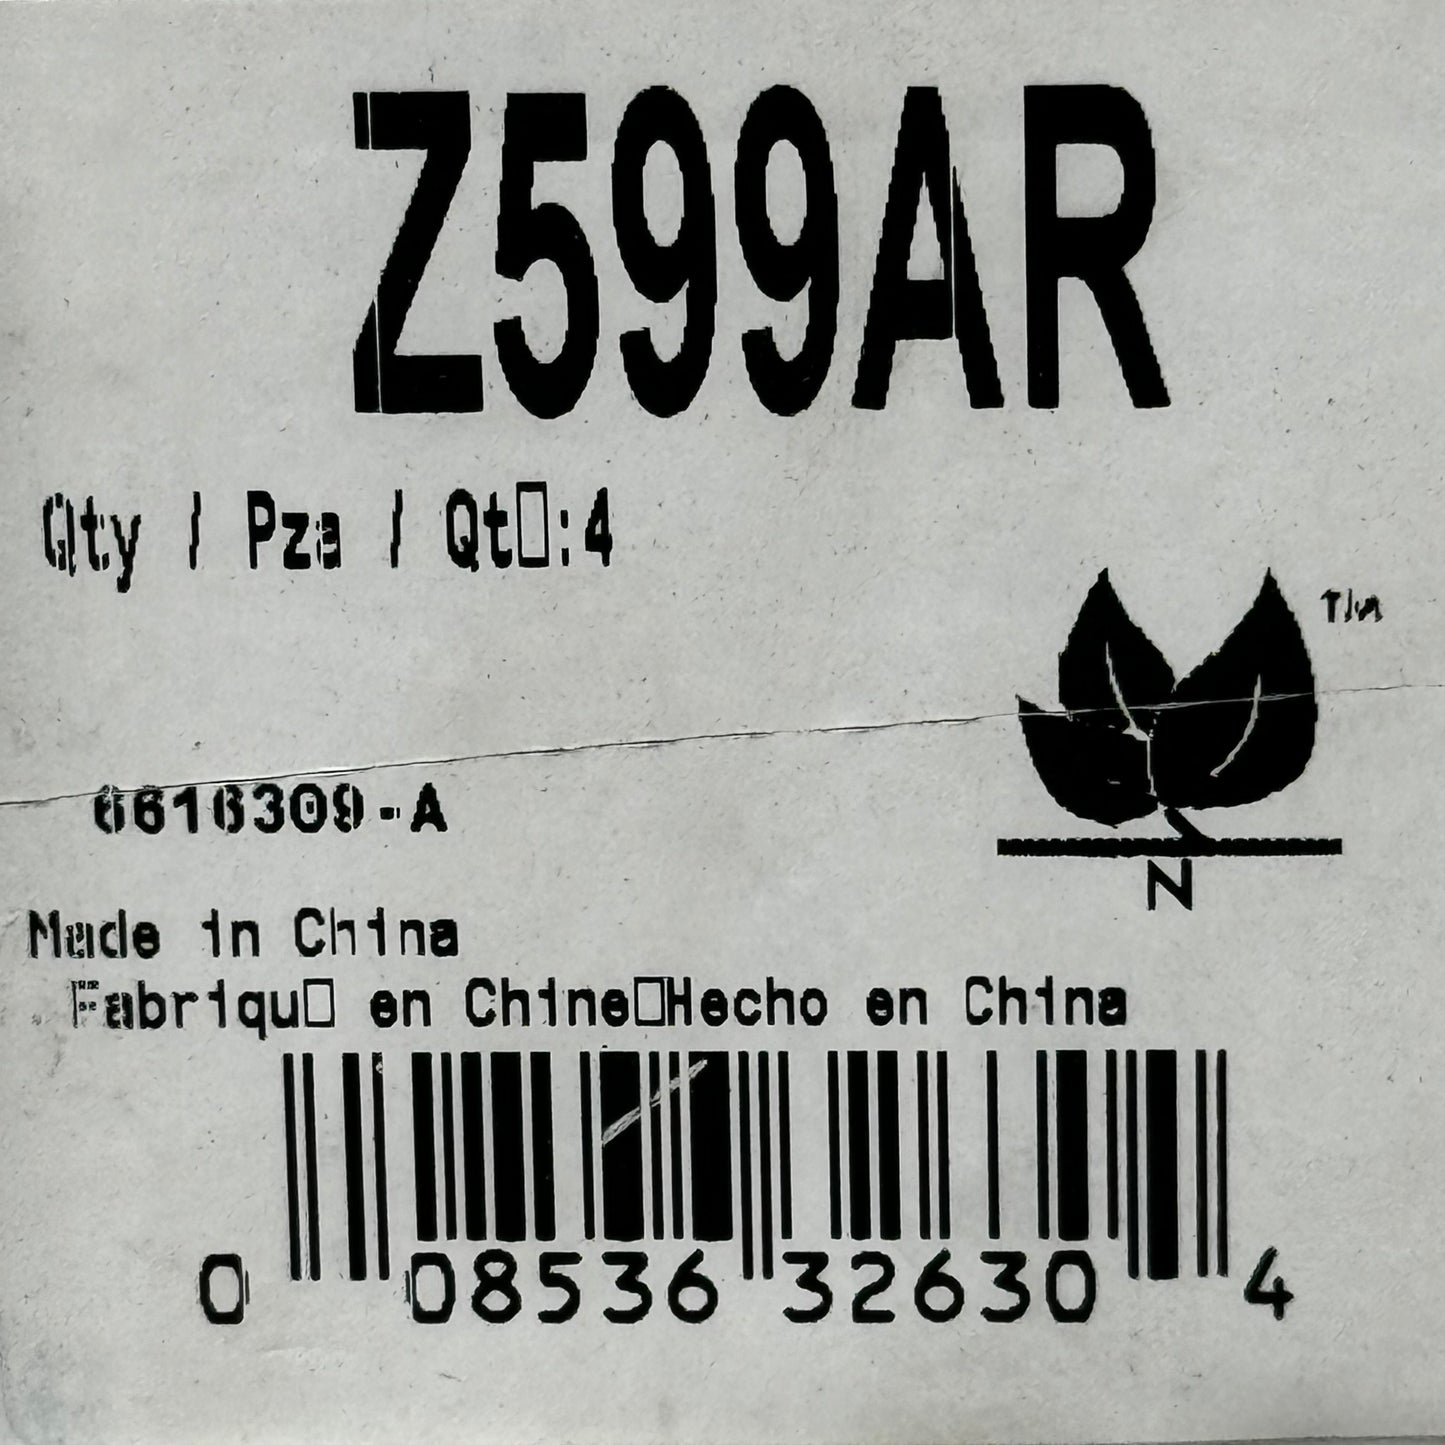 Z599AR
Qty / Pza / Qt□:4
TM
6616309-A
N
Made in China
Fabriqu□ en Chine□Hecho en China
0 08536 32630 4